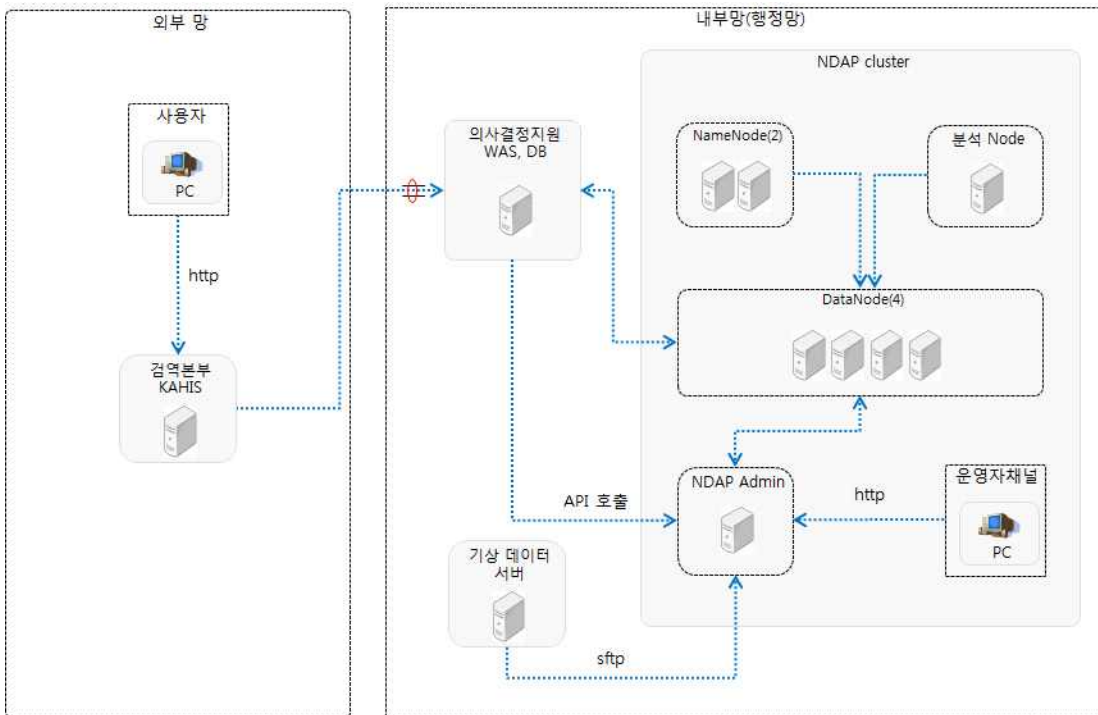 외부 망
사용자
PC
http
검역본부
KAHIS
내부망(행정망)
의사결정지원
WAS, DB
API 호출
기상 데이터
서버
sftp
NDAP cluster
NameNode(2)
분석 Node
DataNode(4)
NDAP Admin
http
운영자채널
PC